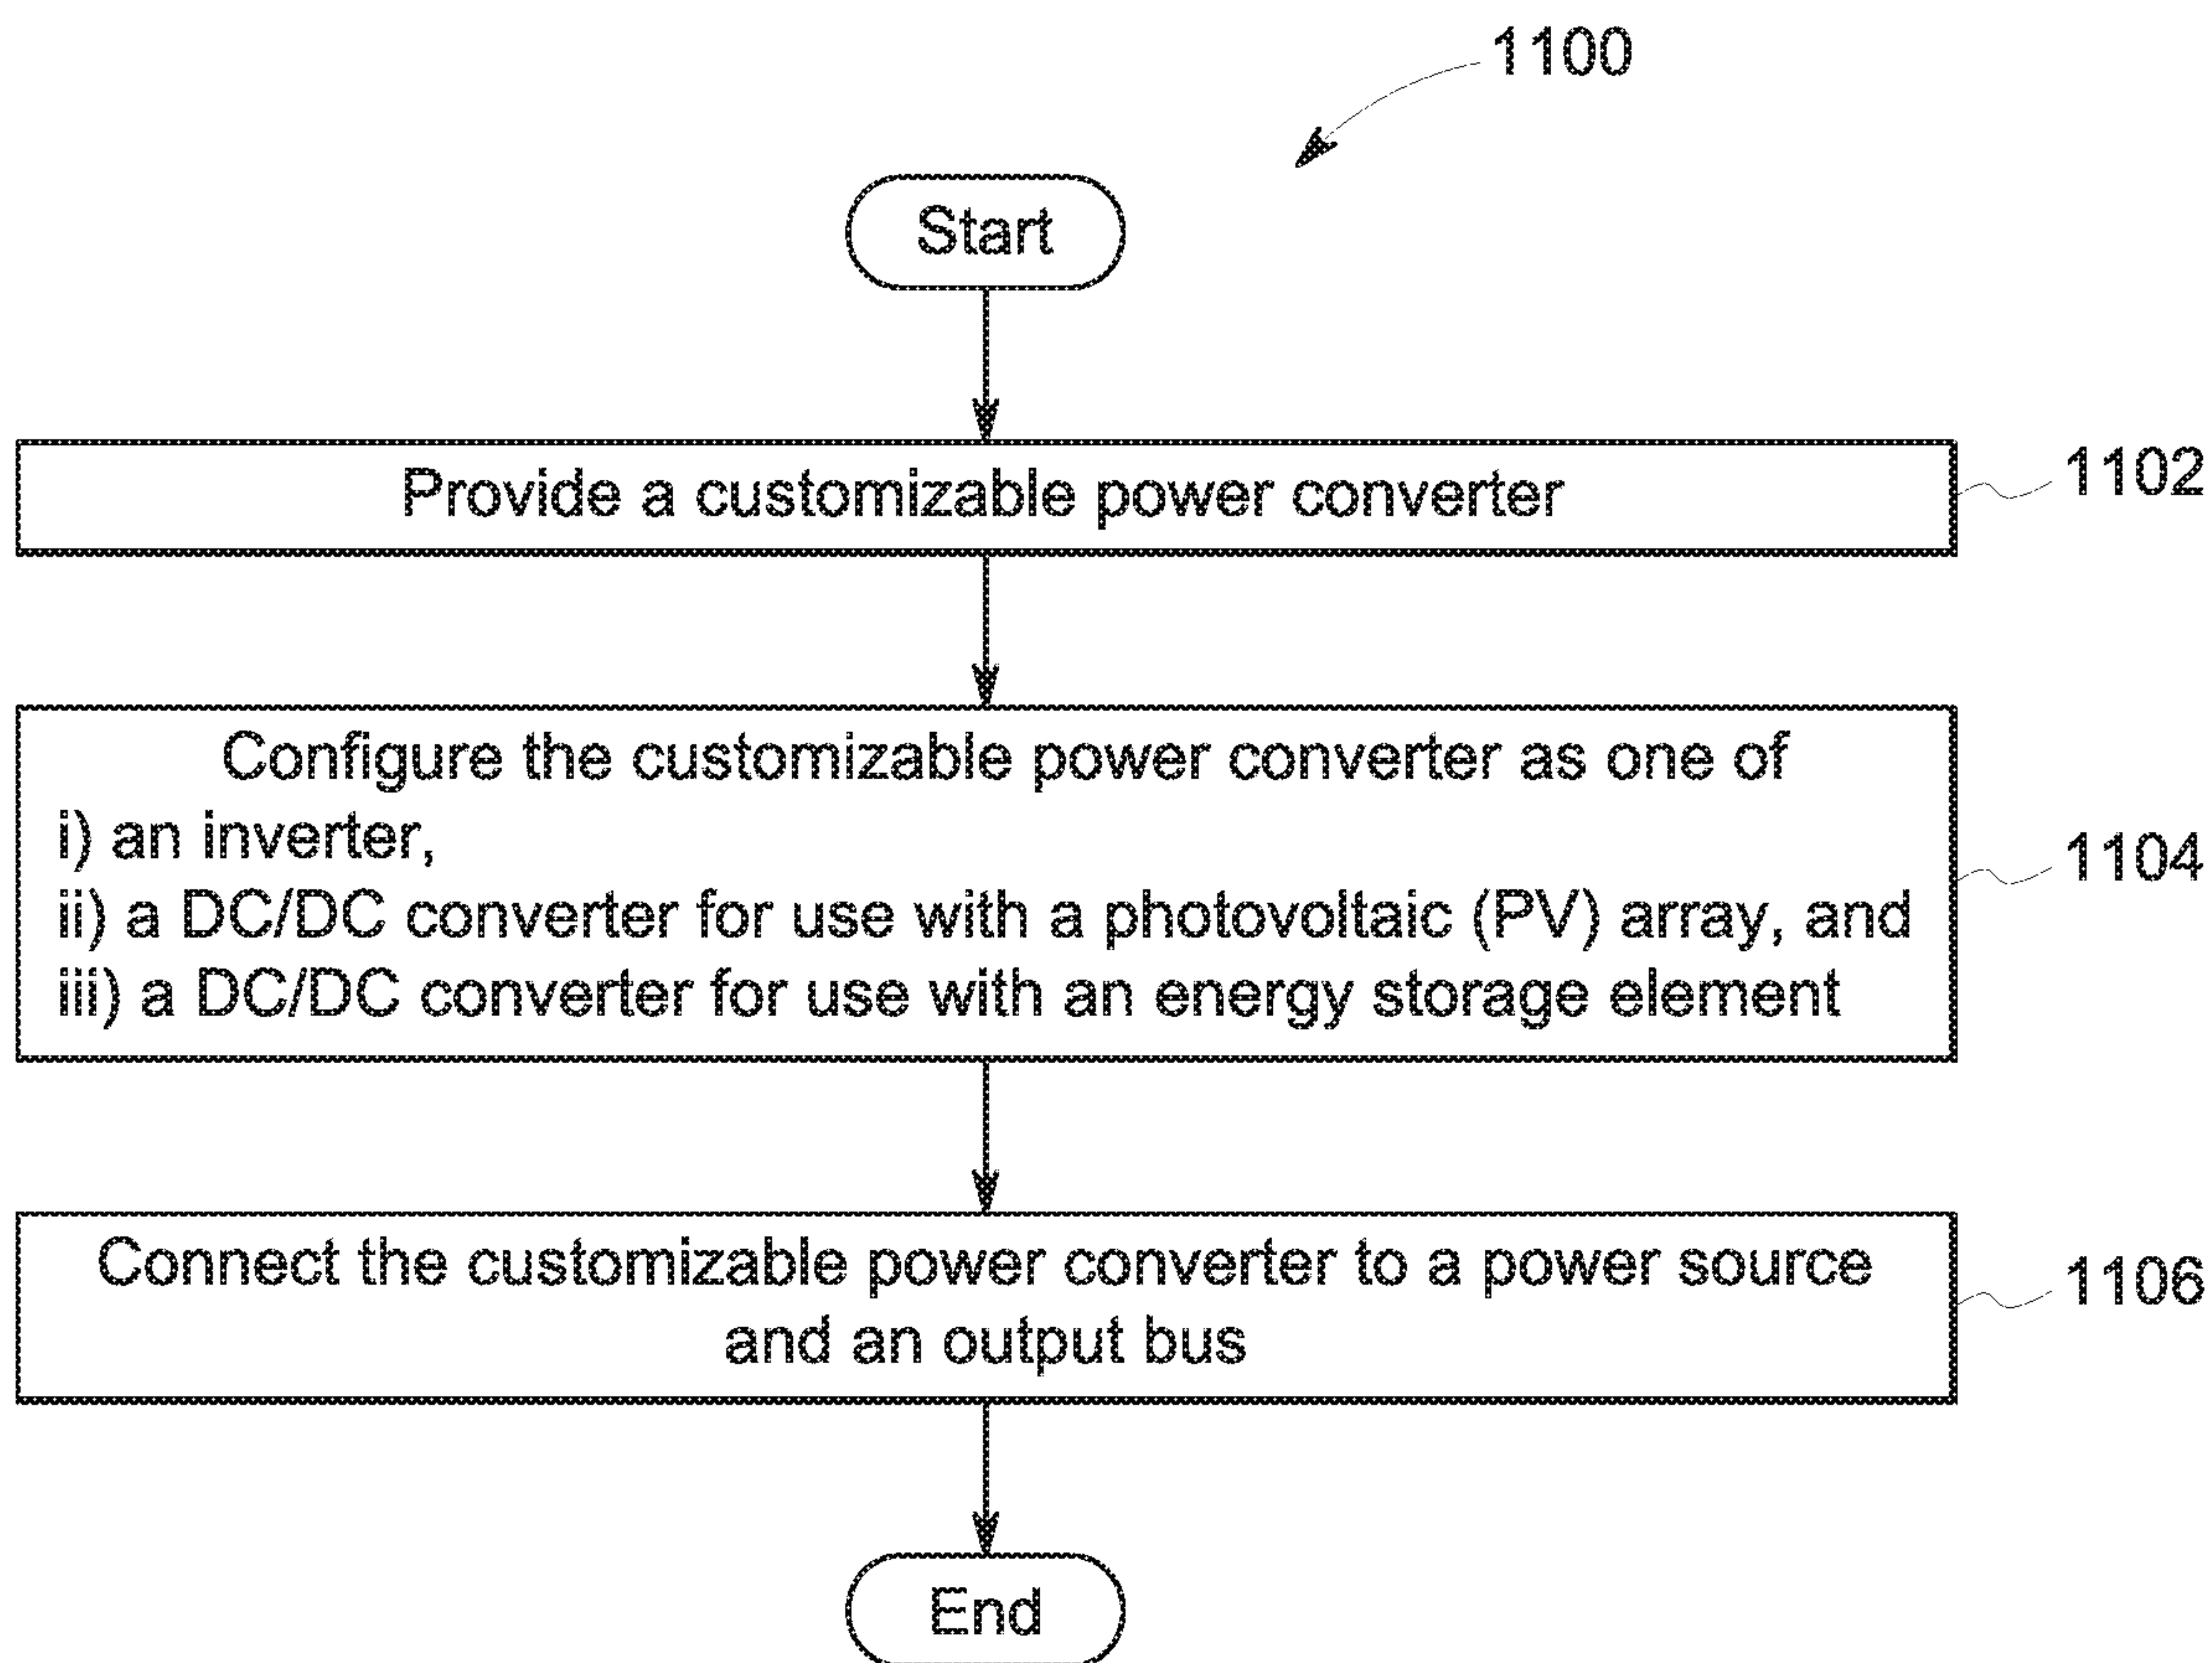 1100
Start
Provide a customizable power converter
1102
Configure the customizable power converter as one of
i) an inverter,
ii) a DC/DC converter for use with a photovoltaic (PV) array, and
iii) a DC/DC converter for use with an energy storage element
1104
Connect the customizable power converter to a power source
and an output bus
1106
End